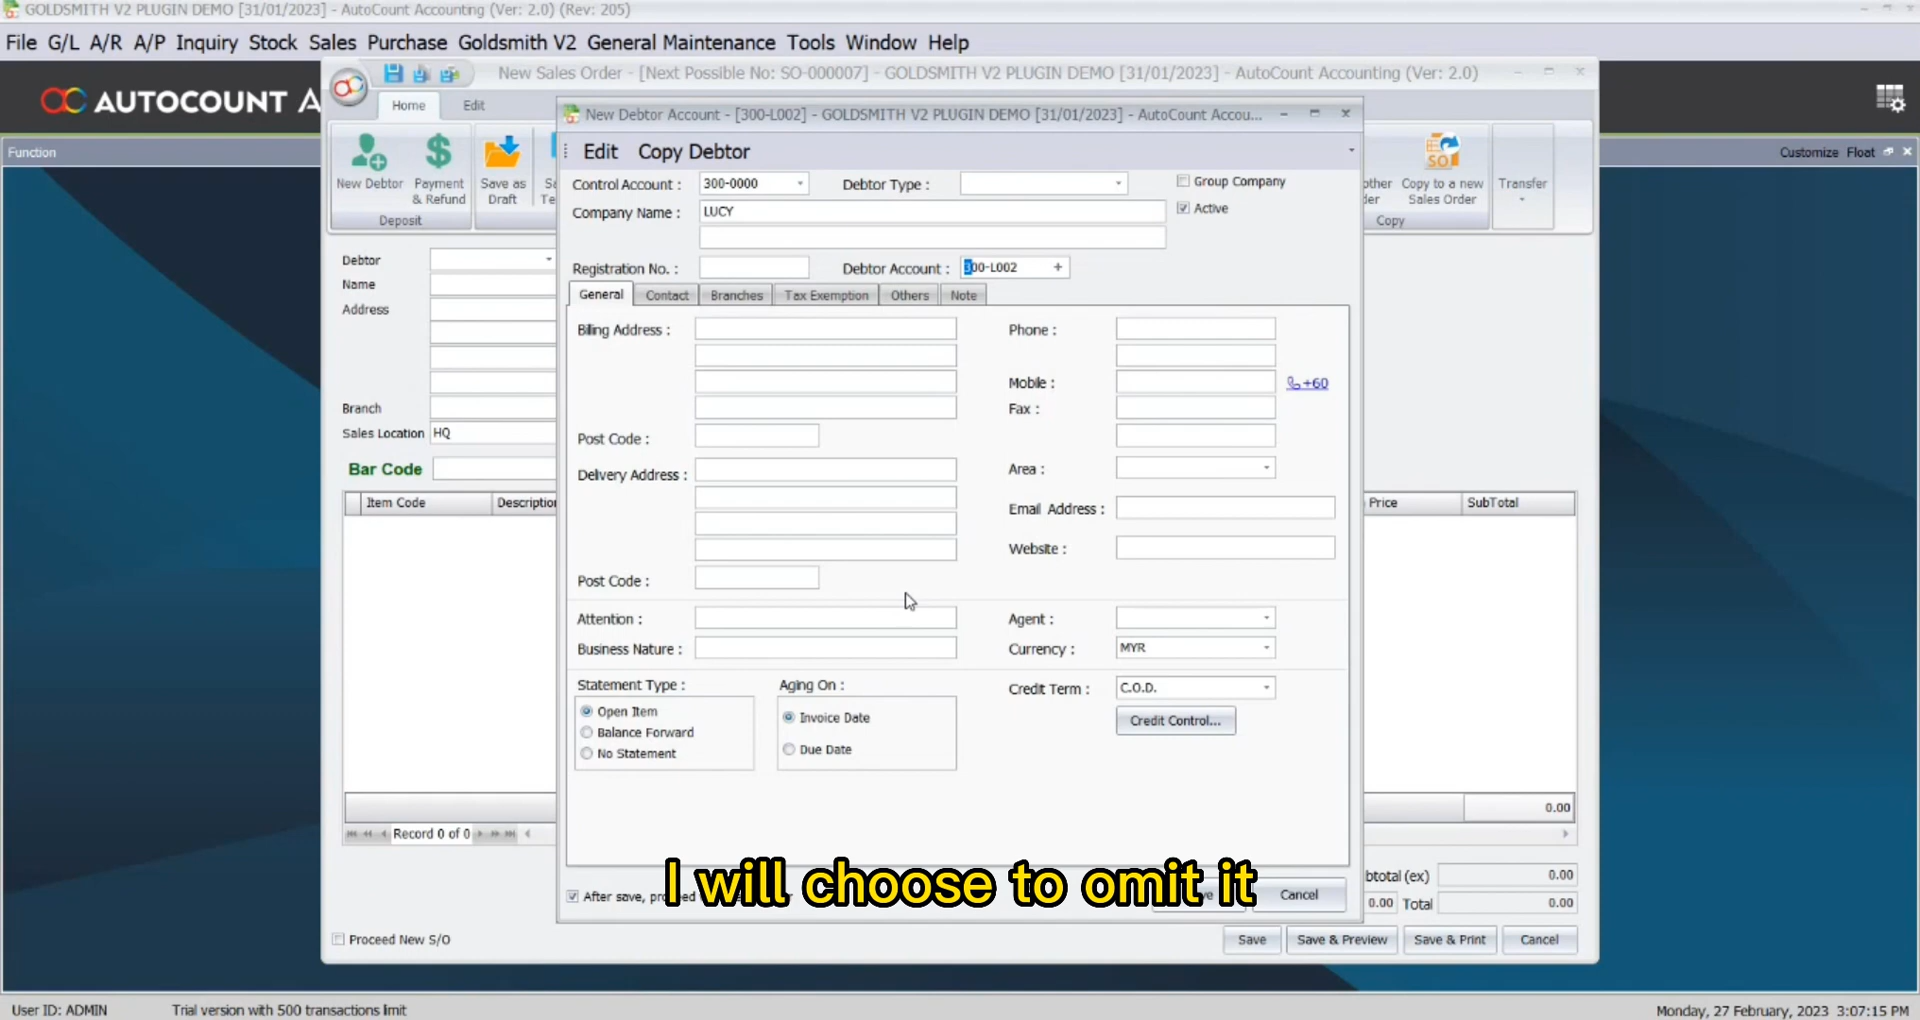 GOLDSMITH V2 PLUGIN DEMO [31/01/2023] - AutoCount Accounting (Ver: 2.0) (Rev: 205)
File G/L A/R A/P Inquiry Stock Sales Purchase Goldsmith V2 General Maintenance Tools Window Help
AUTOCOUNT A
New Sales Order - [Next Possible No: SO-000007] - GOLDSMITH V2 PLUGIN DEMO [31/01/2023] - AutoCount Accounting (Ver: 2.0)
Home Edit
Function
Customize Float
New Debtor
Payment & Refund
Deposit
Save as Draft
Copy to a new Sales Order
Copy
Transfer
New Debtor Account - [300-L002] - GOLDSMITH V2 PLUGIN DEMO [31/01/2023] - AutoCount Accou...
Edit Copy Debtor
Control Account : 300-0000 Debtor Type : Group Company
Company Name : LUCY Active
Registration No. : Debtor Account : 300-L002
General Contact Branches Tax Exemption Others Note
Billing Address : Phone :
Mobile : +60
Fax :
Post Code :
Delivery Address : Area :
Email Address :
Website :
Post Code :
Attention : Agent :
Business Nature : Currency : MYR
Statement Type : Aging On : Credit Term : C.O.D.
Open Item Invoice Date Credit Control...
Balance Forward
No Statement Due Date
Debtor
Name
Address
Branch
Sales Location HQ
Bar Code
Item Code
Price SubTotal
0.00
Record 0 of 0
I will choose to omit it
After save,
Cancel
0.00
0.00 Total 0.00
Proceed New S/O Save Save & Preview Save & Print Cancel
User ID: ADMIN Trial version with 500 transactions limit Monday, 27 February, 2023 3:07:15 PM